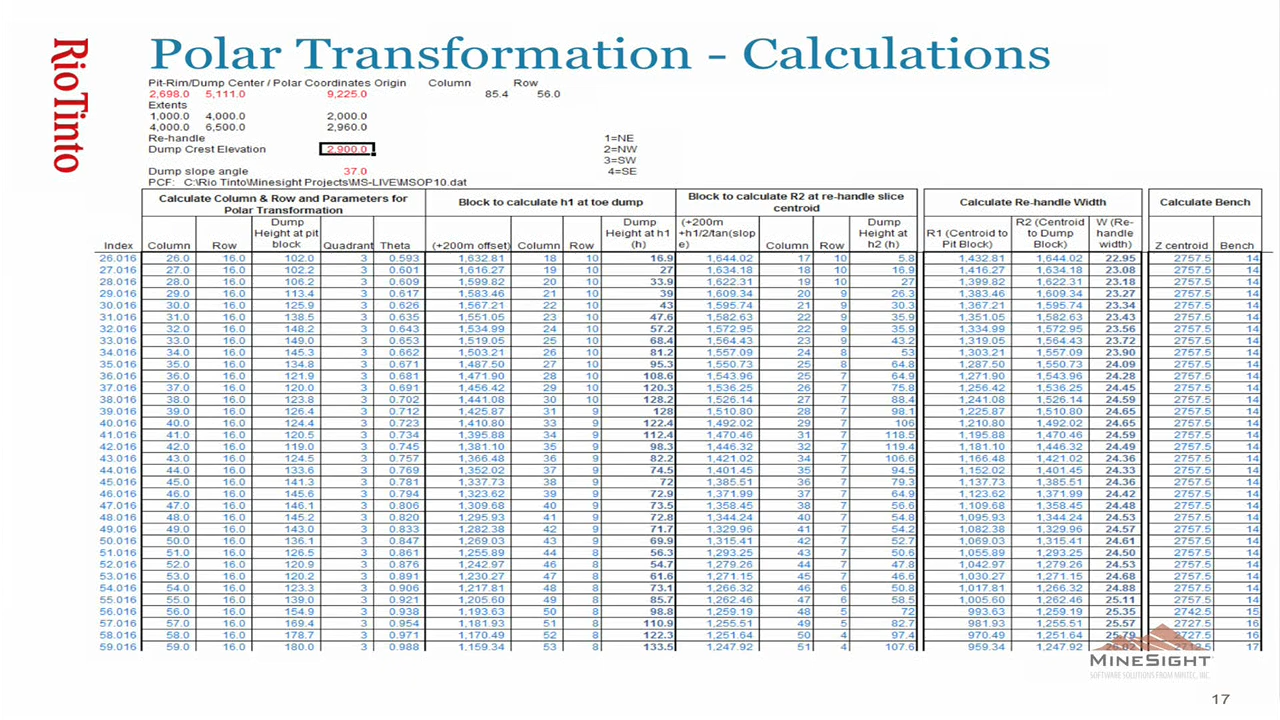 RioTinto
Polar Transformation - Calculations
Pit-Rim/Dump Center / Polar Coordinates Origin Column Row
2,698.0 5,111.0 9,225.0 85.4 56.0
Extents
1,000.0 4,000.0 2,000.0
4,000.0 6,500.0 2,960.0
Re-handle 1=NE
Dump Crest Elevation 2,900.0 2=NW
3=SW
Dump slope angle 37.0 4=SE
PCF: C:\Rio Tinto\Minesight Projects\MS-LIVE\MSOP10.dat
Calculate Column & Row and Parameters for Polar Transformation Block to calculate h1 at toe dump Block to calculate R2 at re-handle slice centroid Calculate Re-handle Width Calculate Bench
Index Column Row Dump Height at pit block Quadrant Theta (+200m offset) Column Row Dump Height at h1 (h) (+200m +h1/2/tan(slope) Column Row Dump Height at h2 (h) R1 (Centroid to Pit Block) R2 (Centroid to Dump Block) W (Re-handle width) Z centroid Bench
26.016 26.0 16.0 102.0 3 0.593 1,632.81 18 10 16.9 1,644.02 17 10 5.8 1,432.81 1,644.02 22.95 2757.5 14
27.016 27.0 16.0 102.2 3 0.601 1,616.27 19 10 27 1,634.18 18 10 16.9 1,416.27 1,634.18 23.08 2757.5 14
28.016 28.0 16.0 106.2 3 0.609 1,599.82 20 10 33.9 1,622.31 19 10 27 1,399.82 1,622.31 23.18 2757.5 14
29.016 29.0 16.0 113.4 3 0.617 1,583.46 21 10 39 1,609.34 20 9 26.3 1,383.46 1,609.34 23.27 2757.5 14
30.016 30.0 16.0 125.9 3 0.626 1,567.21 22 10 43 1,595.74 21 9 30.3 1,367.21 1,595.74 23.34 2757.5 14
31.016 31.0 16.0 138.5 3 0.635 1,551.05 23 10 47.6 1,582.63 22 9 35.9 1,351.05 1,582.63 23.43 2757.5 14
32.016 32.0 16.0 148.2 3 0.643 1,534.99 24 10 57.2 1,572.95 22 9 35.9 1,334.99 1,572.95 23.56 2757.5 14
33.016 33.0 16.0 149.0 3 0.653 1,519.05 25 10 68.4 1,564.43 23 9 43.2 1,319.05 1,564.43 23.72 2757.5 14
34.016 34.0 16.0 145.3 3 0.662 1,503.21 26 10 81.2 1,557.09 24 8 53 1,303.21 1,557.09 23.90 2757.5 14
35.016 35.0 16.0 134.8 3 0.671 1,487.50 27 10 95.3 1,550.73 25 8 64.8 1,287.50 1,550.73 24.09 2757.5 14
36.016 36.0 16.0 121.9 3 0.681 1,471.90 28 10 108.6 1,543.96 25 7 64.9 1,271.90 1,543.96 24.28 2757.5 14
37.016 37.0 16.0 120.0 3 0.691 1,456.42 29 10 120.3 1,536.25 26 7 75.8 1,256.42 1,536.25 24.45 2757.5 14
38.016 38.0 16.0 123.8 3 0.702 1,441.08 30 10 128.2 1,526.14 27 7 88.4 1,241.08 1,526.14 24.59 2757.5 14
39.016 39.0 16.0 126.4 3 0.712 1,425.87 31 9 128 1,510.80 28 7 98.1 1,225.87 1,510.80 24.65 2757.5 14
40.016 40.0 16.0 124.4 3 0.723 1,410.80 33 9 122.4 1,492.02 29 7 106 1,210.80 1,492.02 24.65 2757.5 14
41.016 41.0 16.0 120.5 3 0.734 1,395.88 34 9 112.4 1,470.46 31 7 118.5 1,195.88 1,470.46 24.59 2757.5 14
42.016 42.0 16.0 119.0 3 0.745 1,381.10 35 9 98.3 1,446.32 32 7 119.4 1,181.10 1,446.32 24.49 2757.5 14
43.016 43.0 16.0 124.5 3 0.757 1,366.48 36 9 82.2 1,421.02 34 7 106.6 1,166.48 1,421.02 24.36 2757.5 14
44.016 44.0 16.0 133.6 3 0.769 1,352.02 37 9 74.5 1,401.45 35 7 94.5 1,152.02 1,401.45 24.33 2757.5 14
45.016 45.0 16.0 141.3 3 0.781 1,337.73 38 9 72 1,385.51 36 7 79.3 1,137.73 1,385.51 24.36 2757.5 14
46.016 46.0 16.0 145.6 3 0.794 1,323.62 39 9 72.9 1,371.99 37 7 64.9 1,123.62 1,371.99 24.42 2757.5 14
47.016 47.0 16.0 146.1 3 0.806 1,309.68 40 9 73.5 1,358.45 38 7 56.6 1,109.68 1,358.45 24.48 2757.5 14
48.016 48.0 16.0 145.2 3 0.820 1,295.93 41 9 72.8 1,344.24 40 7 54.8 1,095.93 1,344.24 24.53 2757.5 14
49.016 49.0 16.0 143.0 3 0.833 1,282.38 42 9 71.7 1,329.96 41 7 54.2 1,082.38 1,329.96 24.57 2757.5 14
50.016 50.0 16.0 136.1 3 0.847 1,269.03 43 9 69.9 1,315.41 42 7 52.7 1,069.03 1,315.41 24.61 2757.5 14
51.016 51.0 16.0 126.5 3 0.861 1,255.89 44 8 56.3 1,293.25 43 7 50.6 1,055.89 1,293.25 24.50 2757.5 14
52.016 52.0 16.0 120.9 3 0.876 1,242.97 46 8 54.7 1,279.26 44 7 47.8 1,042.97 1,279.26 24.53 2757.5 14
53.016 53.0 16.0 120.2 3 0.891 1,230.27 47 8 61.6 1,271.15 45 7 46.6 1,030.27 1,271.15 24.68 2757.5 14
54.016 54.0 16.0 123.3 3 0.906 1,217.81 48 8 73.1 1,266.32 46 6 50.8 1,017.81 1,266.32 24.88 2757.5 14
55.016 55.0 16.0 139.0 3 0.921 1,205.60 49 8 85.7 1,262.46 47 6 58.5 1,005.60 1,262.46 25.11 2757.5 14
56.016 56.0 16.0 154.9 3 0.938 1,193.63 50 8 98.8 1,259.19 48 5 72 993.63 1,259.19 25.35 2742.5 15
57.016 57.0 16.0 169.4 3 0.954 1,181.93 51 8 110.9 1,255.51 49 5 82.7 981.93 1,255.51 25.57 2727.5 16
58.016 58.0 16.0 178.7 3 0.971 1,170.49 52 8 122.3 1,251.64 50 4 97.4 970.49 1,251.64 25.79 2727.5 16
59.016 59.0 16.0 180.0 3 0.988 1,159.34 53 8 133.5 1,247.92 51 4 107.6 959.34 1,247.92 17
MINESIGHT
SOFTWARE SOLUTIONS FROM MINTEC, INC.
17